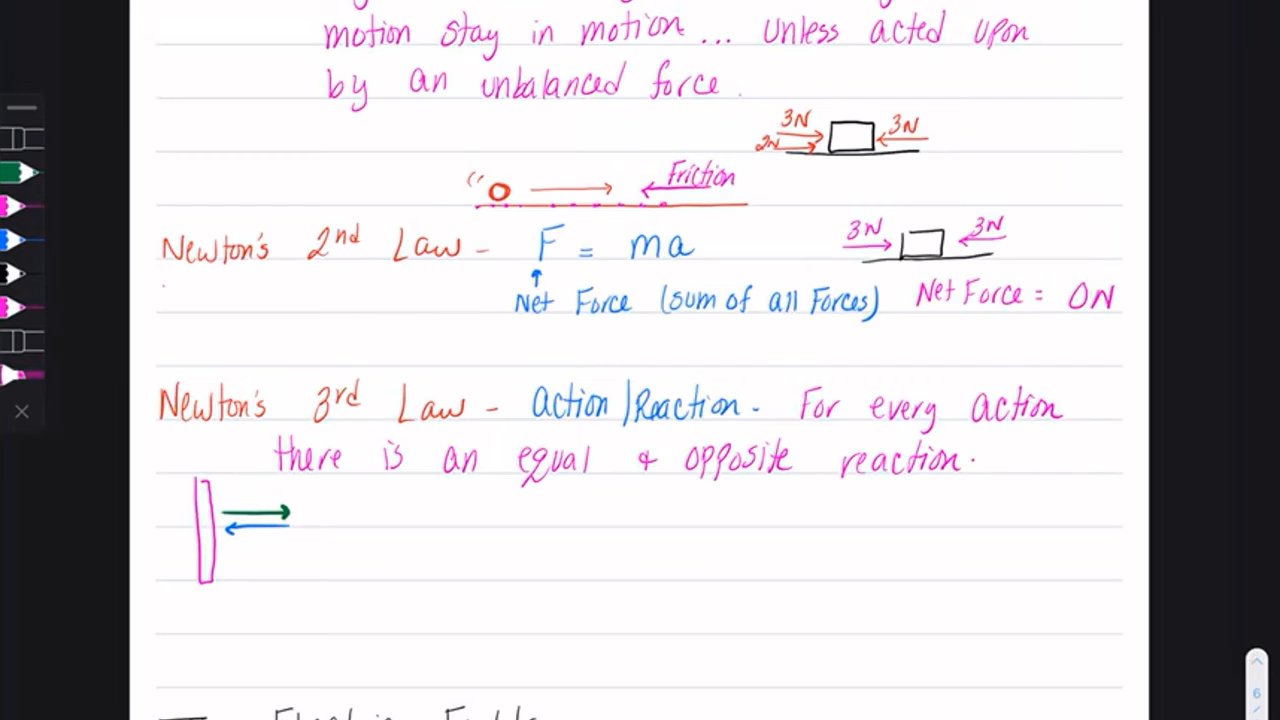 motion stay in motion... unless acted upon
by an unbalanced force.
3N 3N
2N
Friction
Newton's 2nd Law - F = ma
3N 3N
Net Force (sum of all Forces)
Net Force = 0N
Newton's 3rd Law - Action/Reaction. For every action
there is an equal & opposite reaction.
6